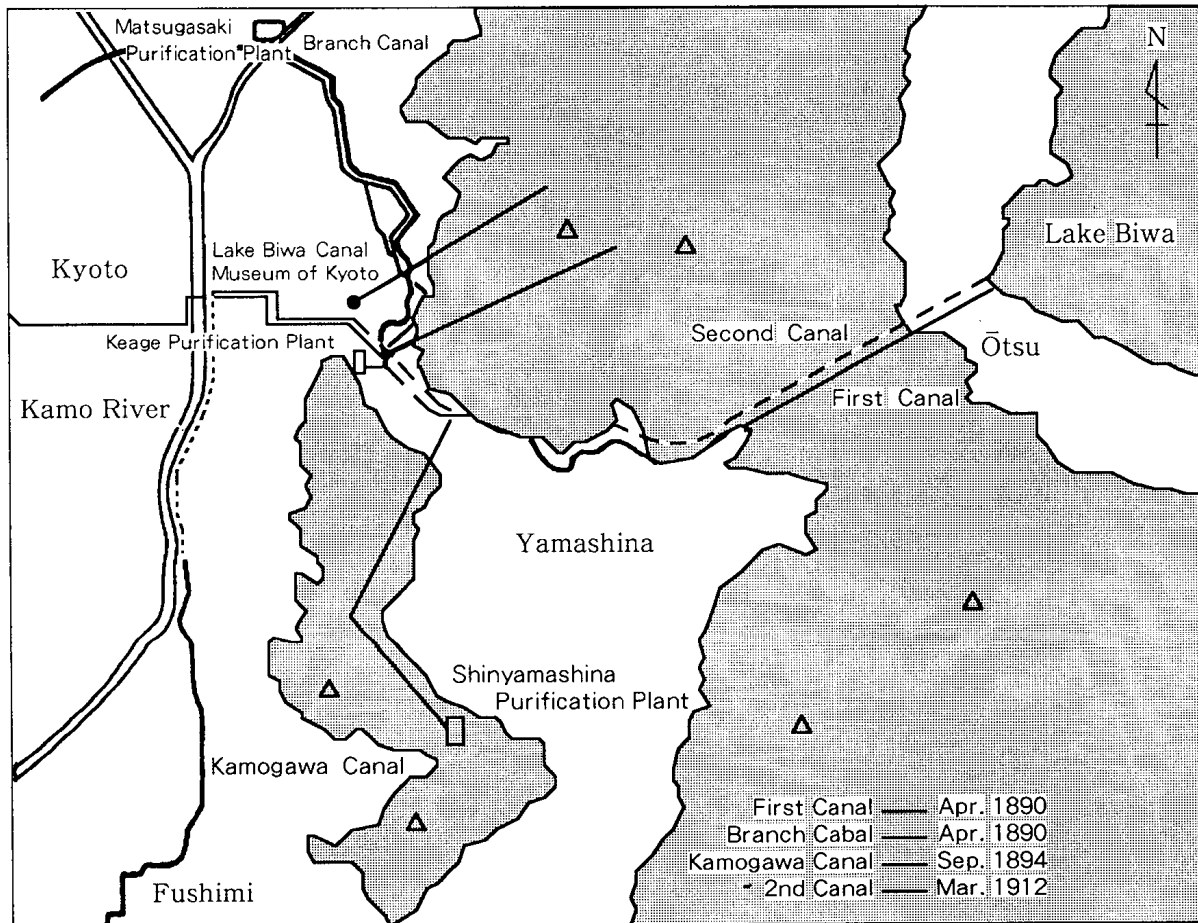 Matsugasaki
Purification Plant
Branch Canal
N
Lake Biwa
Kyoto
Lake Biwa Canal
Museum of Kyoto
Keage Purification Plant
Second Canal
Ōtsu
First Canal
Kamo River
Yamashina
Shinyamashina
Purification Plant
Kamogawa Canal
Fushimi
First Canal — Apr. 1890
Branch Cabal — Apr. 1890
Kamogawa Canal — Sep. 1894
2nd Canal — Mar. 1912